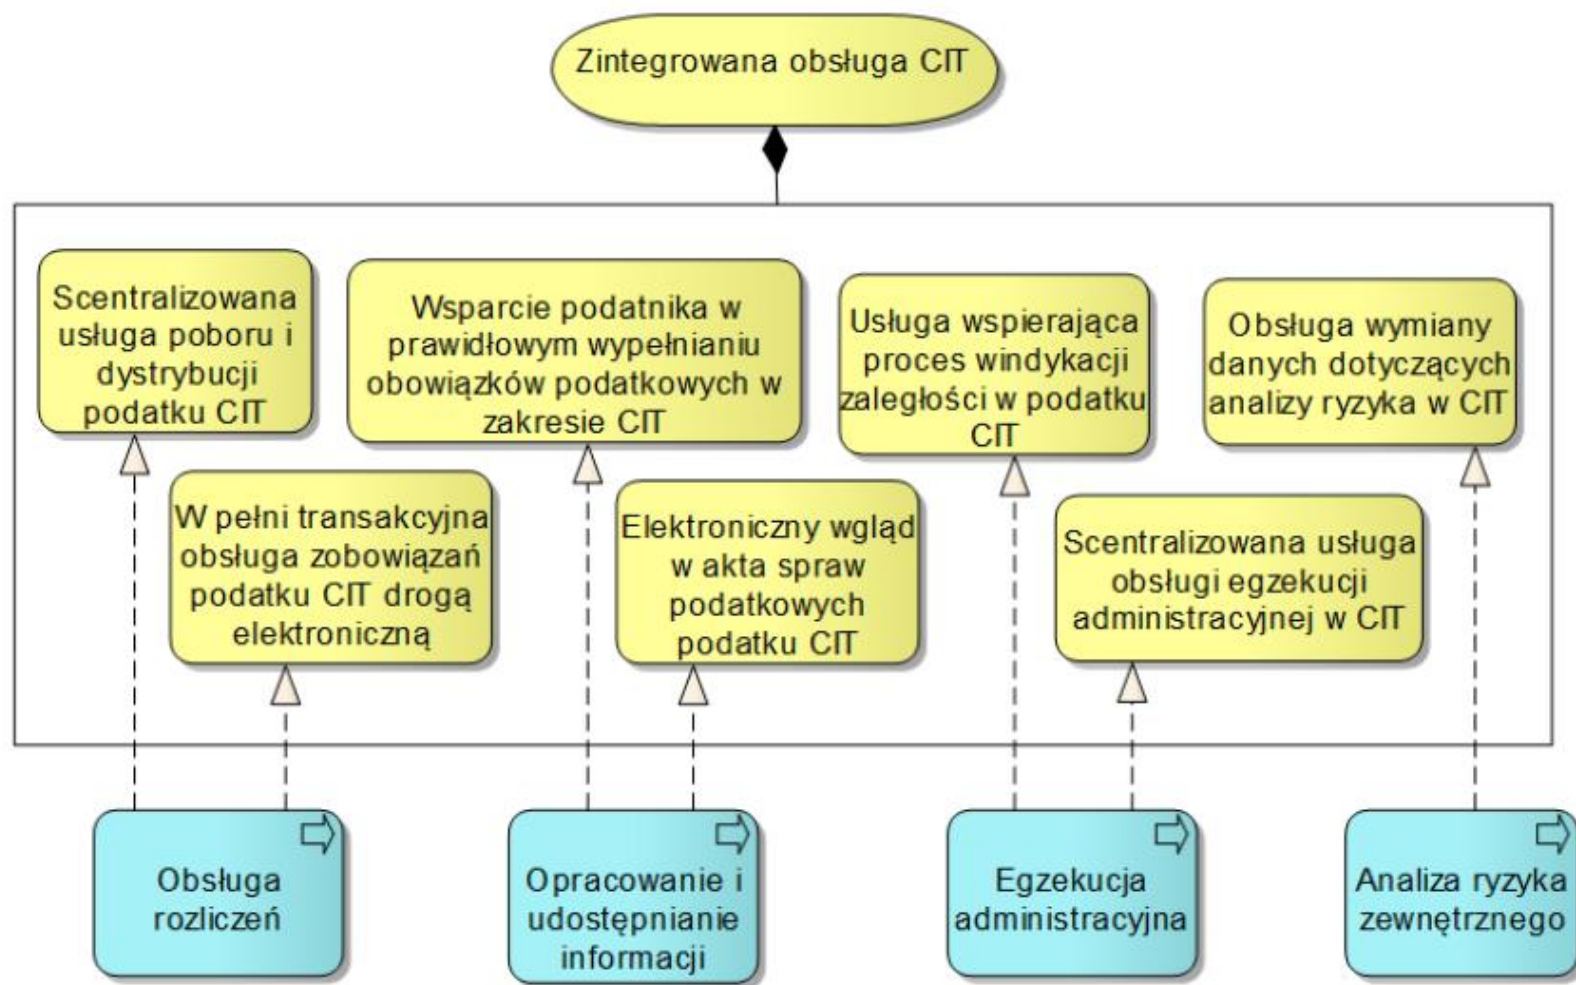 Zintegrowana obsługa CIT
Scentralizowana
usługa poboru i
dystrybucji
podatku CIT
Wsparcie podatnika w
prawidłowym wypełnianiu
obowiązków podatkowych w
zakresie CIT
Usługa wspierająca
proces windykacji
zaległości w podatku
CIT
Obsługa wymiany
danych dotyczących
analizy ryzyka w CIT
W pełni transakcyjna
obsługa zobowiązań
podatku CIT drogą
elektroniczną
Elektroniczny wgląd
w akta spraw
podatkowych
podatku CIT
Scentralizowana usługa
obsługi egzekucji
administracyjnej w CIT
Obsługa
rozliczeń
Opracowanie i
udostępnianie
informacji
Egzekucja
administracyjna
Analiza ryzyka
zewnętrznego